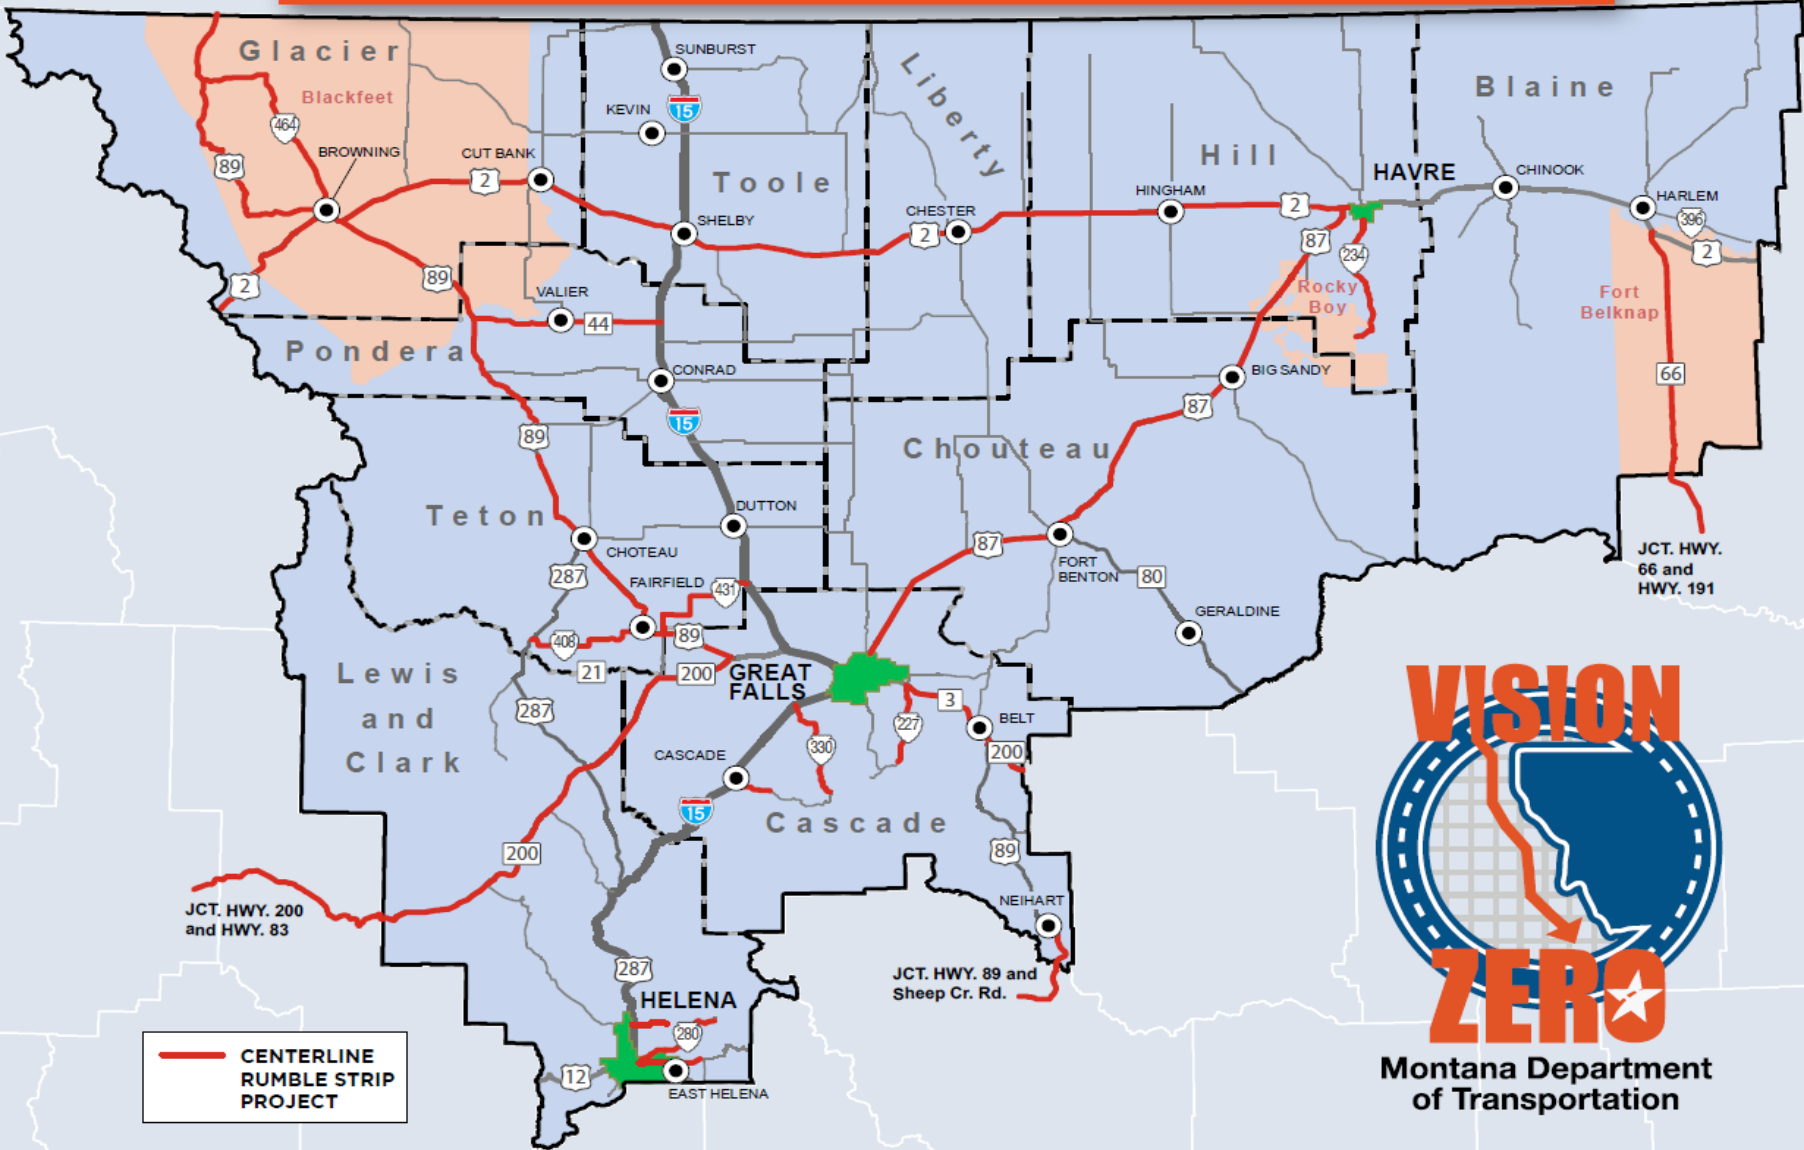 Glacier
Blackfeet
464
89
BROWNING
CUT BANK
2
2
89
SUNBURST
15
KEVIN
Toole
SHELBY
Liberty
CHESTER
2
Hill
HINGHAM
2
HAVRE
87
234
Rocky
Boy
Blaine
CHINOOK
HARLEM
396
2
Fort
Belknap
66
JCT. HWY.
66 and
HWY. 191
VALIER
44
Pondera
CONRAD
15
89
BIG SANDY
87
Chouteau
Teton
DUTTON
CHOTEAU
287
FAIRFIELD
431
408
89
21
200
87
FORT
BENTON
80
GERALDINE
Lewis
and
Clark
287
GREAT
FALLS
3
227
330
BELT
200
CASCADE
15
Cascade
89
NEIHART
200
JCT. HWY. 200
and HWY. 83
JCT. HWY. 89 and
Sheep Cr. Rd.
287
HELENA
280
12
EAST HELENA
CENTERLINE
RUMBLE STRIP
PROJECT
VISION
ZERO
Montana Department
of Transportation